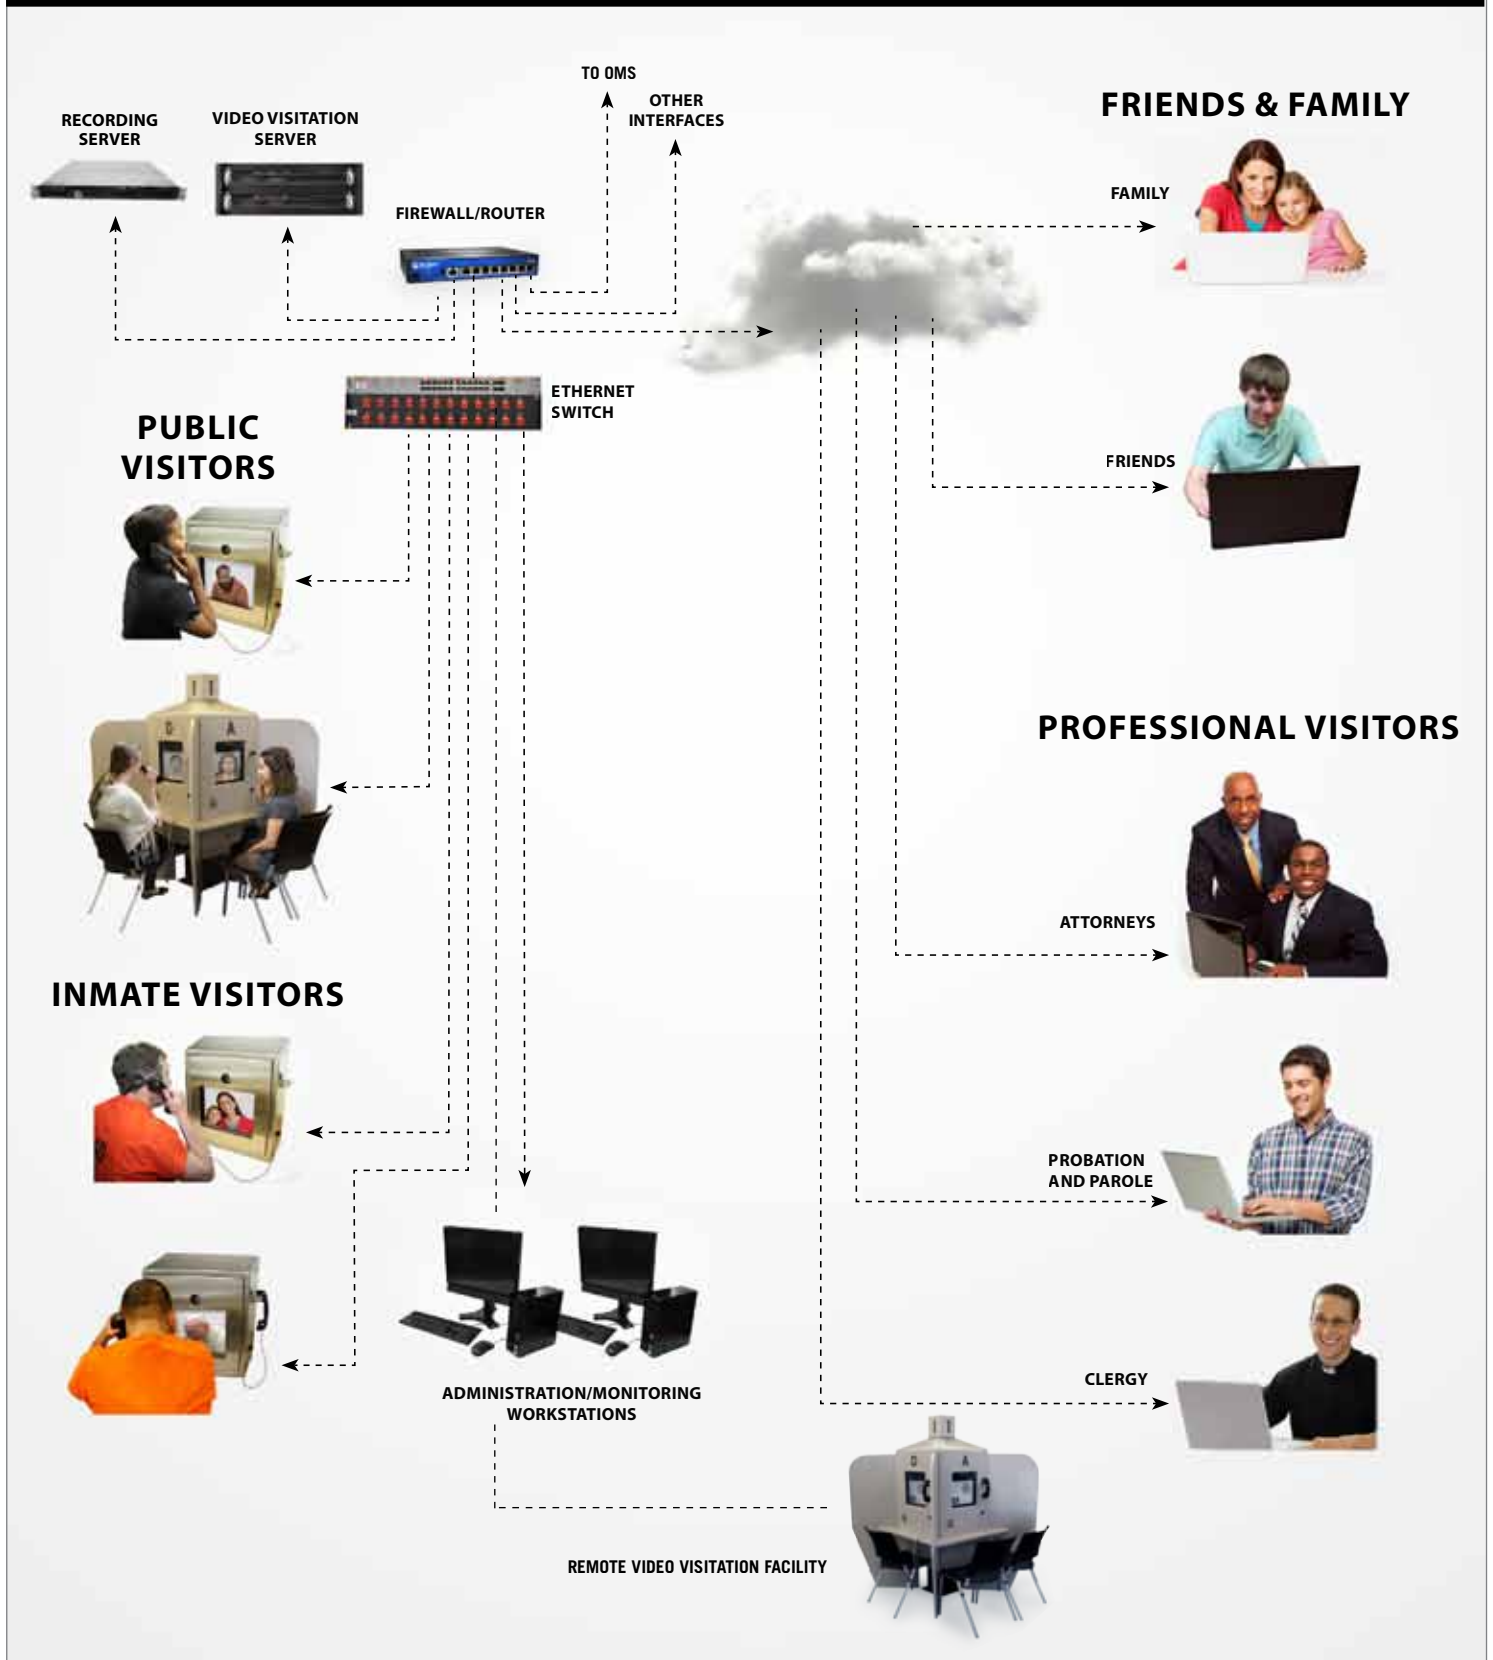 TO OMS
OTHER
INTERFACES
FRIENDS & FAMILY
RECORDING
SERVER
VIDEO VISITATION
SERVER
FIREWALL/ROUTER
FAMILY
ETHERNET
SWITCH
PUBLIC
VISITORS
FRIENDS
D
A
PROFESSIONAL VISITORS
ATTORNEYS
INMATE VISITORS
PROBATION
AND PAROLE
CLERGY
ADMINISTRATION/MONITORING
WORKSTATIONS
D
A
REMOTE VIDEO VISITATION FACILITY